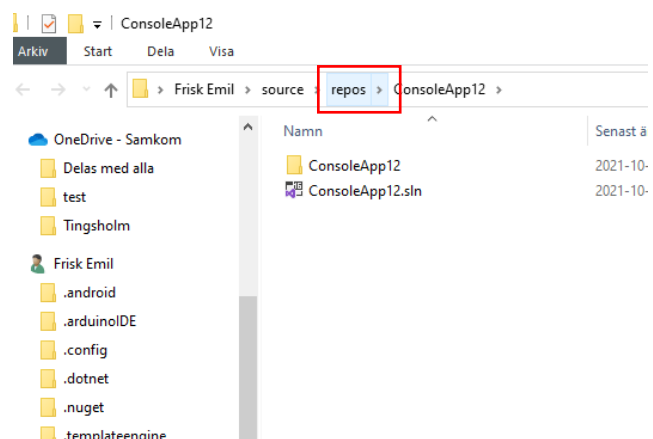 ConsoleApp12
Arkiv Start Dela Visa
Frisk Emil source repos ConsoleApp12
OneDrive - Samkom
Delas med alla
test
Tingsholm
Frisk Emil
.android
.arduinoIDE
.config
.dotnet
.nuget
.templateengine
Namn Senast ä
ConsoleApp12 2021-10-
ConsoleApp12.sln 2021-10-